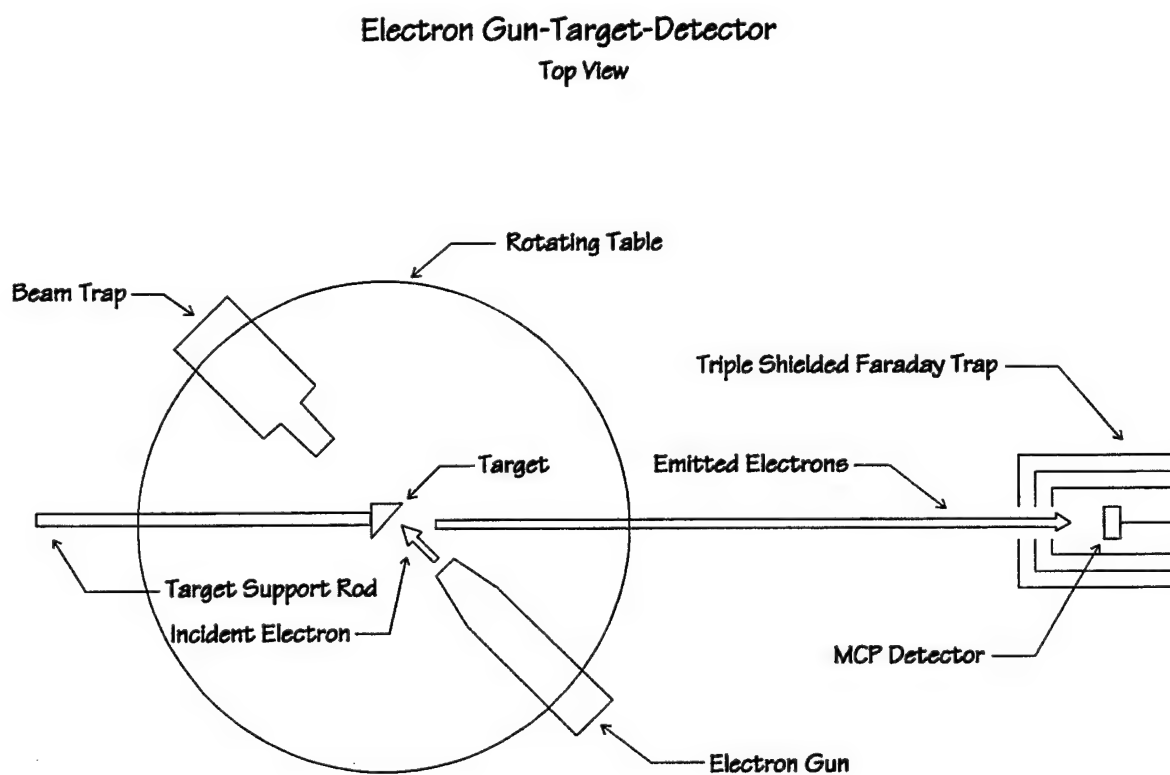 Electron Gun-Target-Detector
Top View
Rotating Table
Beam Trap
Triple Shielded Faraday Trap
Target
Emitted Electrons
Target Support Rod
Incident Electron
MCP Detector
Electron Gun